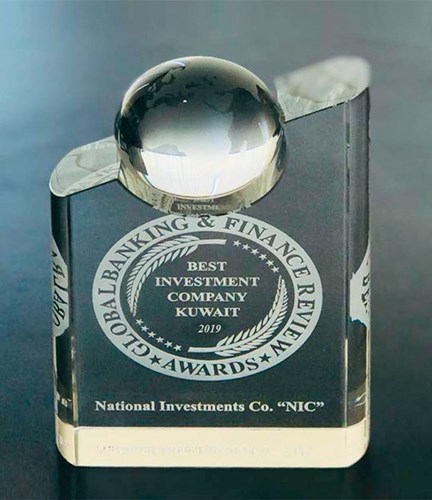 GLOBAL BANKING & FINANCE REVIEW
BEST
INVESTMENT
COMPANY
KUWAIT
2019
★AWARDS★
National Investments Co. “NIC”